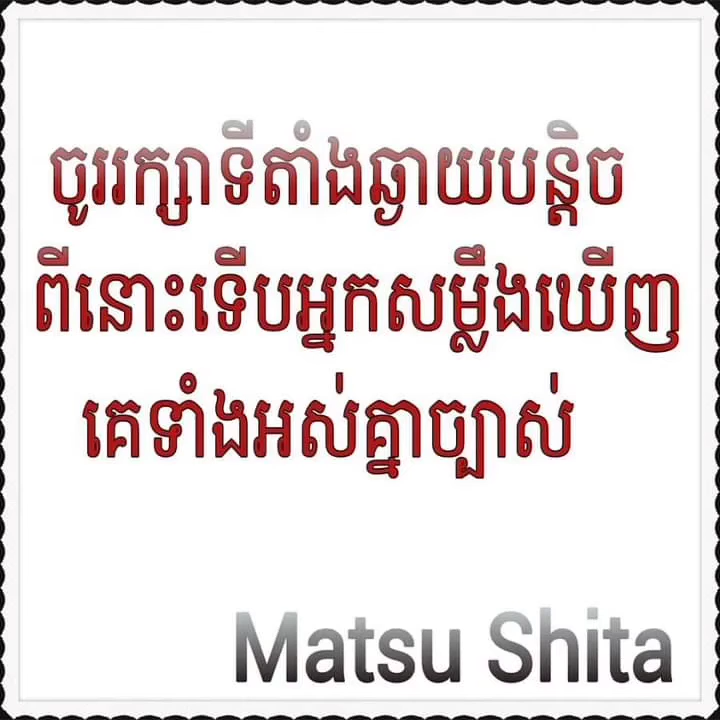 ចូររក្សាទីតាំងឆ្ងាយបន្តិច
ពីនោះទើបអ្នកសម្លឹងឃើញ
គេទាំងអស់គ្នាច្បាស់
Matsu Shita